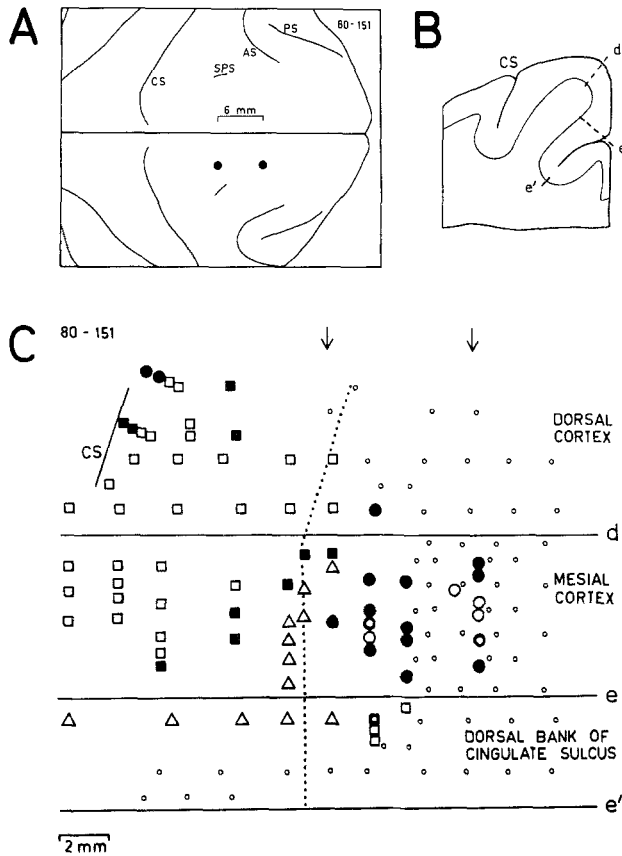 A
80-151
PS
AS
SPS
CS
6 mm
B
CS
d
e
e'
C
80 - 151
DORSAL
CORTEX
CS
d
MESIAL
CORTEX
e
DORSAL BANK OF
CINGULATE SULCUS
e'
2 mm